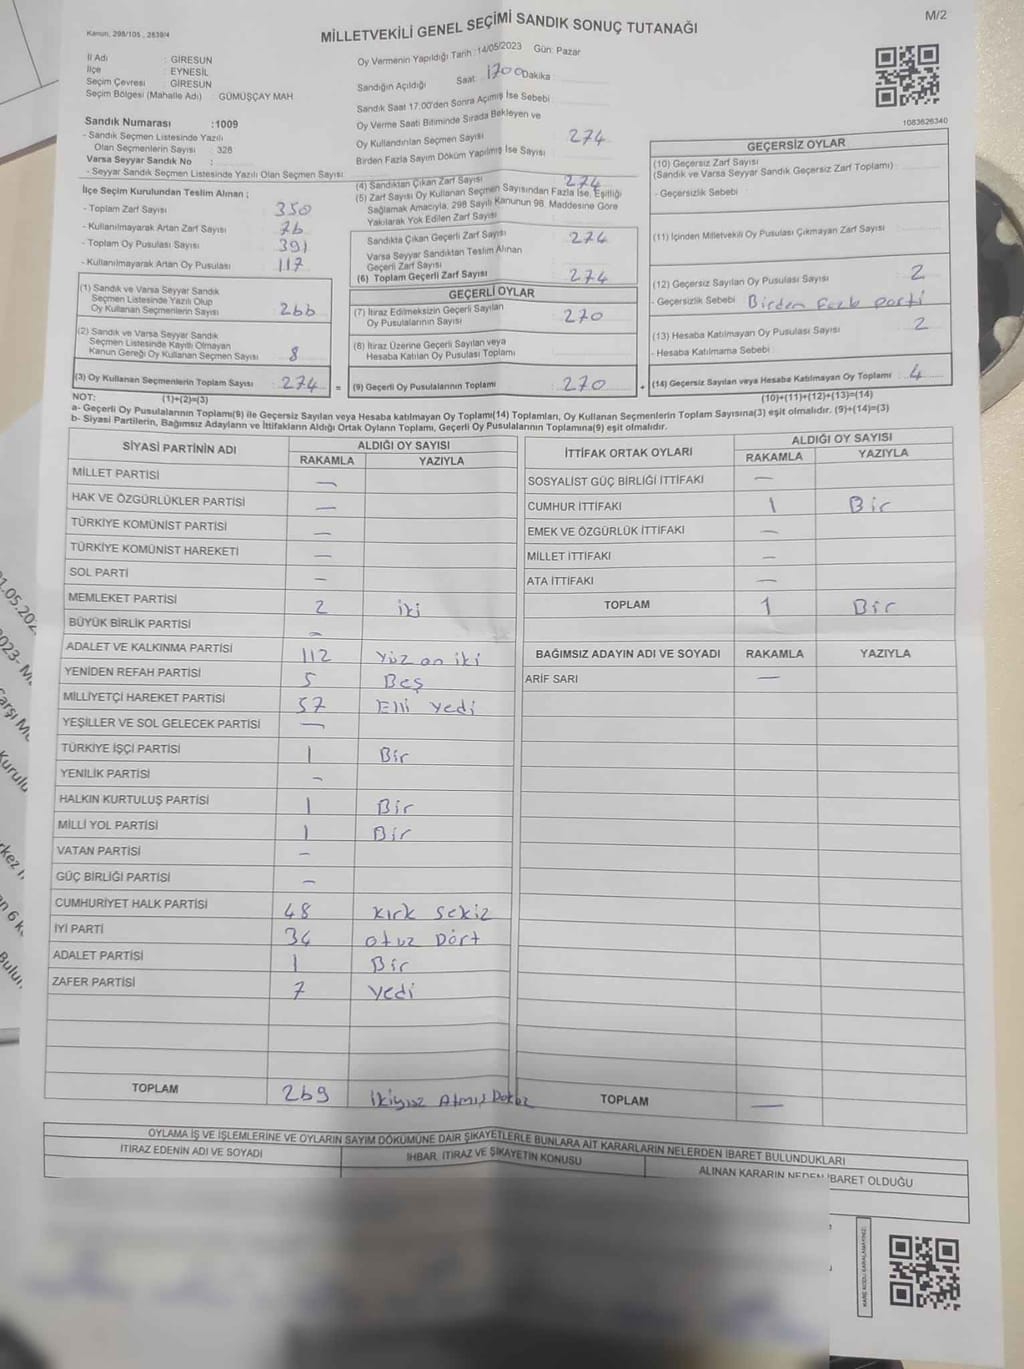 M/2
Kanun, 298/105 , 2839/4
MİLLETVEKİLİ GENEL SEÇİMİ SANDIK SONUÇ TUTANAĞI
İl Adı : GİRESUN
İlçe : EYNESİL
Seçim Çevresi : GİRESUN
Seçim Bölgesi (Mahalle Adı) : GÜMÜŞÇAY MAH
Sandık Numarası :1009
- Sandık Seçmen Listesinde Yazılı
Olan Seçmenlerin Sayısı : 328
Varsa Seyyar Sandık No :
- Seyyar Sandık Seçmen Listesinde Yazılı Olan Seçmen Sayısı:
Oy Vermenin Yapıldığı Tarih :14/05/2023 Gün: Pazar
Sandığın Açıldığı Saat: 1700 Dakika :
Sandık Saat 17.00'den Sonra Açımış İse Sebebi
Oy Verme Saati Bitiminde Sırada Bekleyen ve
Oy Kullandırılan Seçmen Sayısı 274
Birden Fazla Sayım Döküm Yapılmış İse Sayısı
1083626340
İlçe Seçim Kurulundan Teslim Alınan ;
- Toplam Zarf Sayısı 350
- Kullanılmayarak Artan Zarf Sayısı 76
- Toplam Oy Pusulası Sayısı 391
- Kullanılmayarak Artan Oy Pusulası 117
(1) Sandık ve Varsa Seyyar Sandık
Seçmen Listesinde Yazılı Olup
Oy Kullanan Seçmenlerin Sayısı 266
(2) Sandık ve Varsa Seyyar Sandık
Seçmen Listesinde Kayıtlı Olmayan
Kanun Gereği Oy Kullanan Seçmen Sayısı 8
(3) Oy Kullanan Seçmenlerin Toplam Sayısı 274 =
(4) Sandıktan Çıkan Zarf Sayısı 274
(5) Zarf Sayısı Oy Kullanan Seçmen Sayısından Fazla İse, Eşitliği
Sağlamak Amacıyla, 298 Sayılı Kanunun 98. Maddesine Göre
Yakılarak Yok Edilen Zarf Sayısı
Sandıkta Çıkan Geçerli Zarf Sayısı 274
Varsa Seyyar Sandıktan Teslim Alınan
Geçerli Zarf Sayısı
(6) Toplam Geçerli Zarf Sayısı 274
GEÇERLİ OYLAR
(7) İtiraz Edilmeksizin Geçerli Sayılan
Oy Pusulalarının Sayısı 270
(8) İtiraz Üzerine Geçerli Sayılan veya
Hesaba Katılan Oy Pusulası Toplamı
(9) Geçerli Oy Pusulalarının Toplamı 270 +
GEÇERSİZ OYLAR
(10) Geçersiz Zarf Sayısı
(Sandık ve Varsa Seyyar Sandık Geçersiz Zarf Toplamı)
- Geçersizlik Sebebi
(11) İçinden Milletvekili Oy Pusulası Çıkmayan Zarf Sayısı
(12) Geçersiz Sayılan Oy Pusulası Sayısı 2
- Geçersizlik Sebebi Birden fazla parti
(13) Hesaba Katılmayan Oy Pusulası Sayısı 2
- Hesaba Katılmama Sebebi
(14) Geçersiz Sayılan veya Hesaba Katılmayan Oy Toplamı 4
NOT: (1)+(2)=(3) (10)+(11)+(12)+(13)=(14)
a- Geçerli Oy Pusulalarının Toplamı(9) ile Geçersiz Sayılan veya Hesaba katılmayan Oy Toplamı(14) Toplamları, Oy Kullanan Seçmenlerin Toplam Sayısına(3) eşit olmalıdır. (9)+(14)=(3)
b- Siyasi Partilerin, Bağımsız Adayların ve İttifakların Aldığı Ortak Oyların Toplamı, Geçerli Oy Pusulalarının Toplamına(9) eşit olmalıdır.
SİYASİ PARTİNİN ADI ALDIĞI OY SAYISI
RAKAMLA YAZIYLA
MİLLET PARTİSİ —
HAK VE ÖZGÜRLÜKLER PARTİSİ —
TÜRKİYE KOMÜNİST PARTİSİ —
TÜRKİYE KOMÜNİST HAREKETİ —
SOL PARTİ —
MEMLEKET PARTİSİ 2 iki
BÜYÜK BİRLİK PARTİSİ —
ADALET VE KALKINMA PARTİSİ 112 Yüz on iki
YENİDEN REFAH PARTİSİ 5 Beş
MİLLİYETÇİ HAREKET PARTİSİ 57 Elli yedi
YEŞİLLER VE SOL GELECEK PARTİSİ —
TÜRKİYE İŞÇİ PARTİSİ 1 Bir
YENİLİK PARTİSİ —
HALKIN KURTULUŞ PARTİSİ 1 Bir
MİLLİ YOL PARTİSİ 1 Bir
VATAN PARTİSİ —
GÜÇ BİRLİĞİ PARTİSİ —
CUMHURİYET HALK PARTİSİ 48 Kırk sekiz
İYİ PARTİ 34 otuz Dört
ADALET PARTİSİ 1 Bir
ZAFER PARTİSİ 7 yedi
TOPLAM 269 ikiyüz Atmış Dokuz
İTTİFAK ORTAK OYLARI ALDIĞI OY SAYISI
RAKAMLA YAZIYLA
SOSYALİST GÜÇ BİRLİĞİ İTTİFAKI —
CUMHUR İTTİFAKI 1 Bir
EMEK VE ÖZGÜRLÜK İTTİFAKI —
MİLLET İTTİFAKI —
ATA İTTİFAKI —
TOPLAM 1 Bir
BAĞIMSIZ ADAYIN ADI VE SOYADI RAKAMLA YAZIYLA
ARİF SARI —
TOPLAM —
OYLAMA İŞ VE İŞLEMLERİNE VE OYLARIN SAYIM DÖKÜMÜNE DAİR ŞİKAYETLERLE BUNLARA AİT KARARLARIN NELERDEN İBARET BULUNDUKLARI
İTİRAZ EDENİN ADI VE SOYADI
İHBAR, İTİRAZ VE ŞİKAYETİN KONUSU
ALINAN KARARIN NEDEN İBARET OLDUĞU
KARE KODU KARALAMAYINIZ.